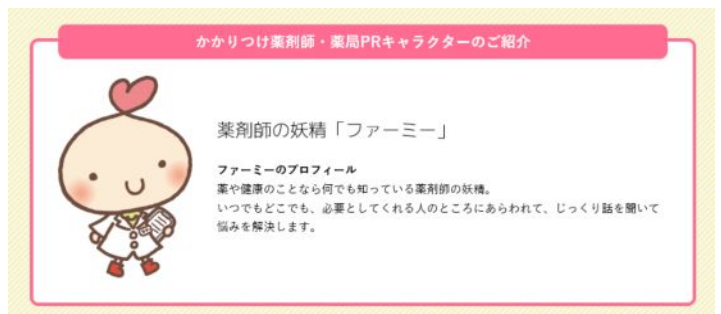 かかりつけ薬剤師・薬局PRキャラクターのご紹介
薬剤師の妖精「ファーミー」
ファーミーのプロフィール
薬や健康のことなら何でも知っている薬剤師の妖精。
いつでもどこでも、必要としてくれる人のところにあらわれて、じっくり話を聞いて
悩みを解決します。